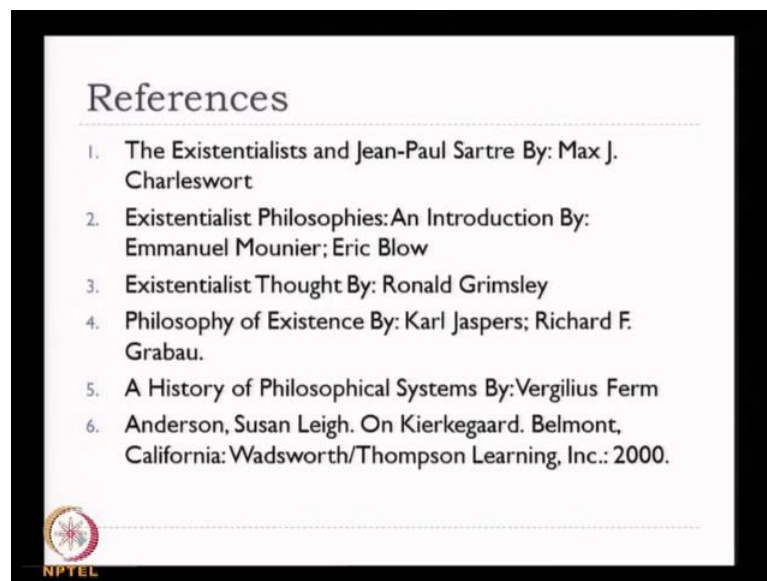 References
1. The Existentialists and Jean-Paul Sartre By: Max J.
Charleswort
2. Existentialist Philosophies: An Introduction By:
Emmanuel Mounier; Eric Blow
3. Existentialist Thought By: Ronald Grimsley
4. Philosophy of Existence By: Karl Jaspers; Richard F.
Grabau.
5. A History of Philosophical Systems By: Vergilius Ferm
6. Anderson, Susan Leigh. On Kierkegaard. Belmont,
California: Wadsworth/Thompson Learning, Inc.: 2000.
NPTEL